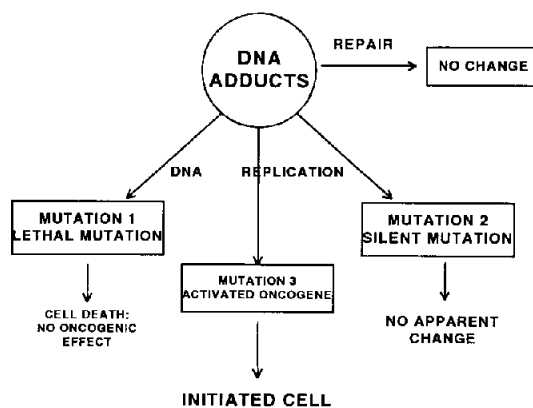 DNA
ADDUCTS
REPAIR
NO CHANGE
DNA
REPLICATION
MUTATION 1
LETHAL MUTATION
MUTATION 2
SILENT MUTATION
MUTATION 3
ACTIVATED ONCOGENE
CELL DEATH:
NO ONCOGENIC
EFFECT
NO APPARENT
CHANGE
INITIATED CELL